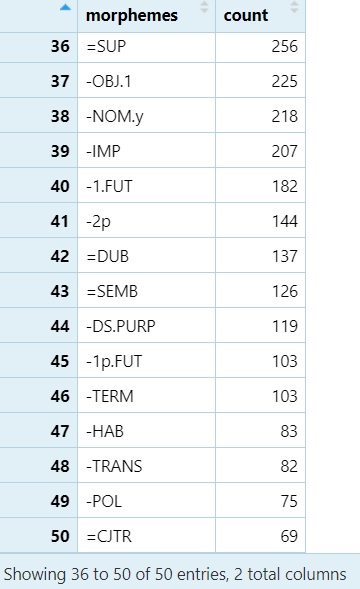 morphemes count
36 =SUP 256
37 -OBJ.1 225
38 -NOM.y 218
39 -IMP 207
40 -1.FUT 182
41 -2p 144
42 =DUB 137
43 =SEMB 126
44 -DS.PURP 119
45 -1p.FUT 103
46 -TERM 103
47 -HAB 83
48 -TRANS 82
49 -POL 75
50 =CJTR 69
Showing 36 to 50 of 50 entries, 2 total columns